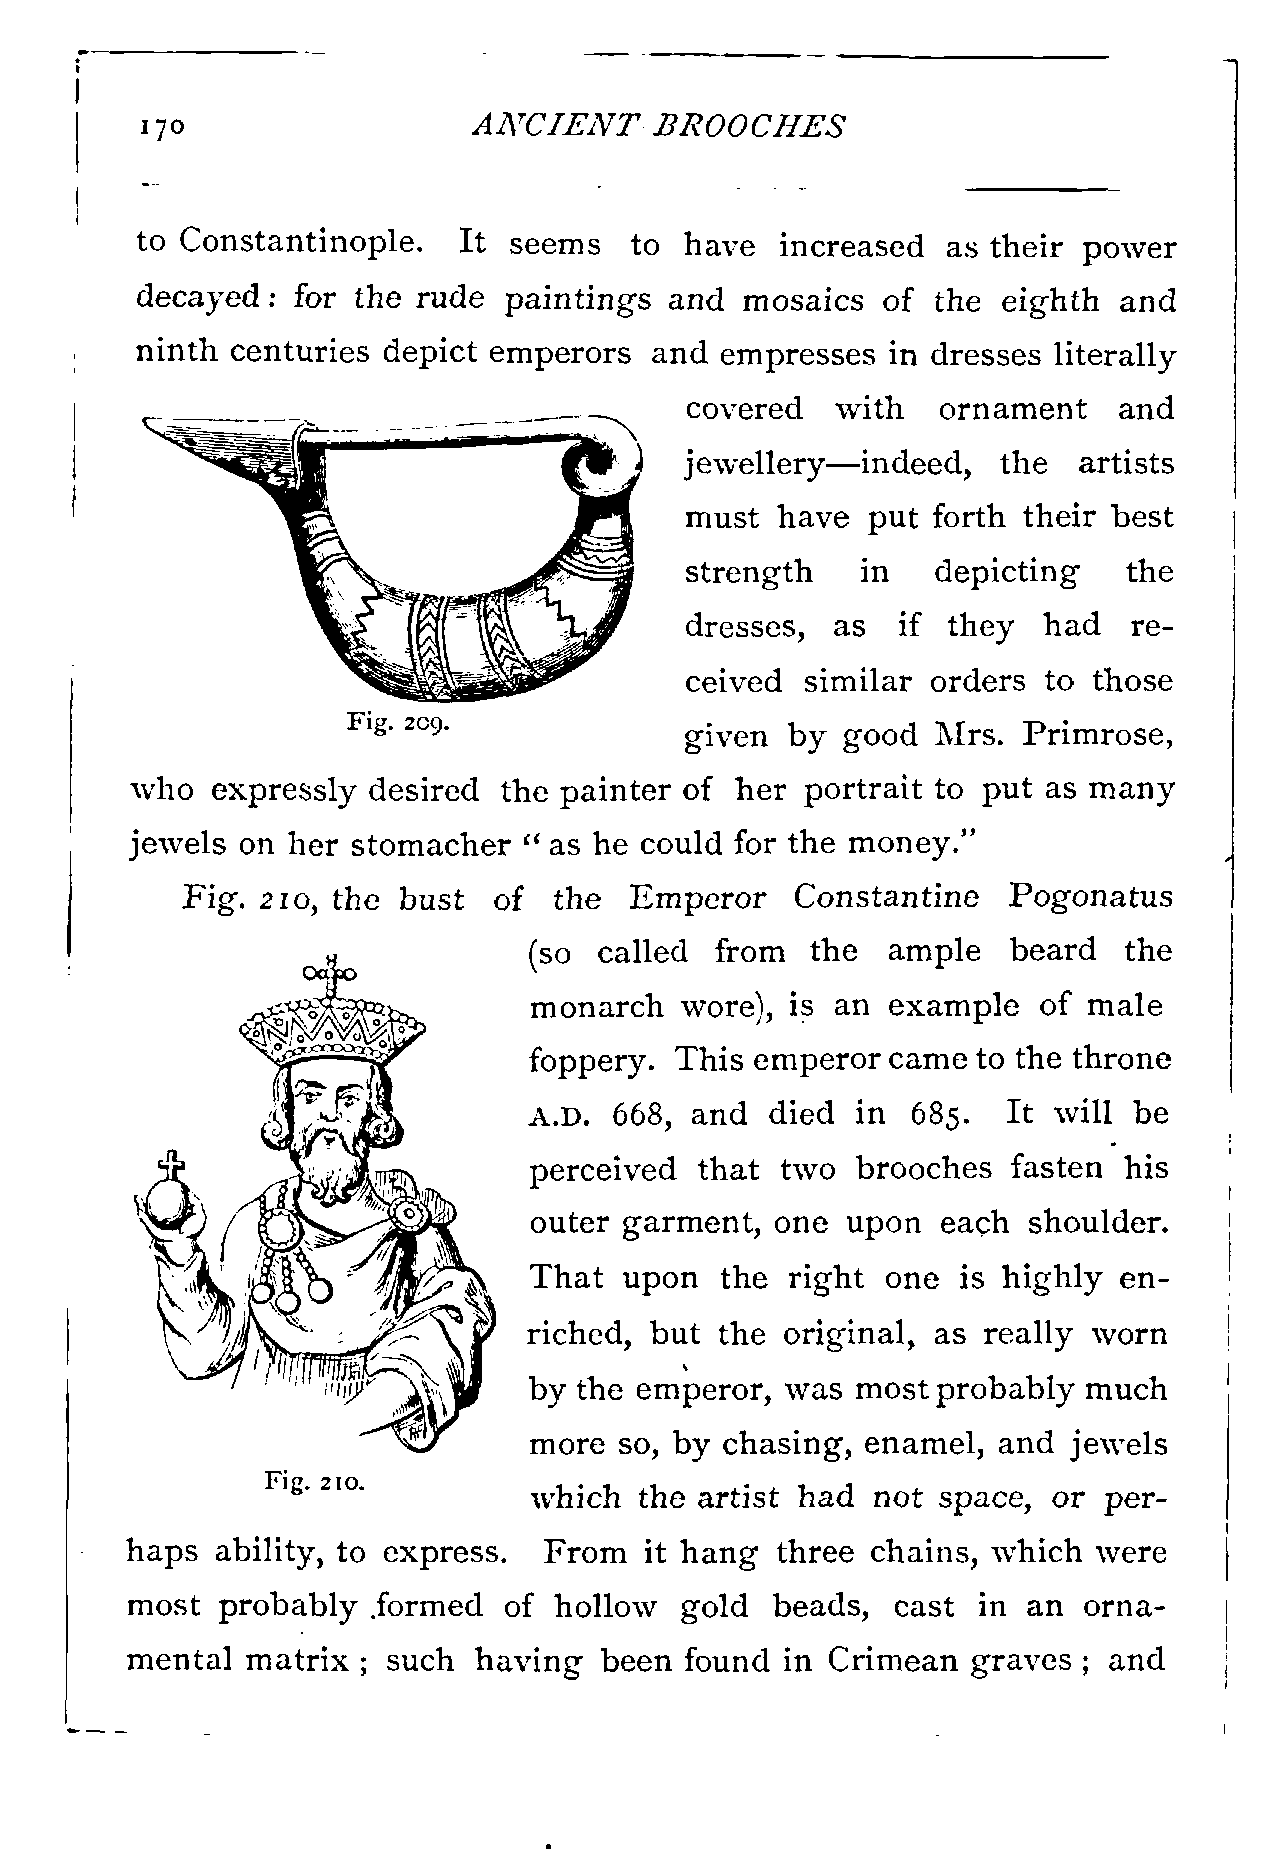 170 ANCIENT BROOCHES
to Constantinople. It seems to have increased as their power
decayed: for the rude paintings and mosaics of the eighth and
ninth centuries depict emperors and empresses in dresses literally
covered with ornament and
jewellery—indeed, the artists
must have put forth their best
strength in depicting the
dresses, as if they had re-
ceived similar orders to those
Fig. 209.
given by good Mrs. Primrose,
who expressly desired the painter of her portrait to put as many
jewels on her stomacher “as he could for the money.”
Fig. 210, the bust of the Emperor Constantine Pogonatus
(so called from the ample beard the
monarch wore), is an example of male
foppery. This emperor came to the throne
A.D. 668, and died in 685. It will be
perceived that two brooches fasten his
outer garment, one upon each shoulder.
That upon the right one is highly en-
riched, but the original, as really worn
by the emperor, was most probably much
more so, by chasing, enamel, and jewels
Fig. 210.
which the artist had not space, or per-
haps ability, to express. From it hang three chains, which were
most probably formed of hollow gold beads, cast in an orna-
mental matrix; such having been found in Crimean graves; and